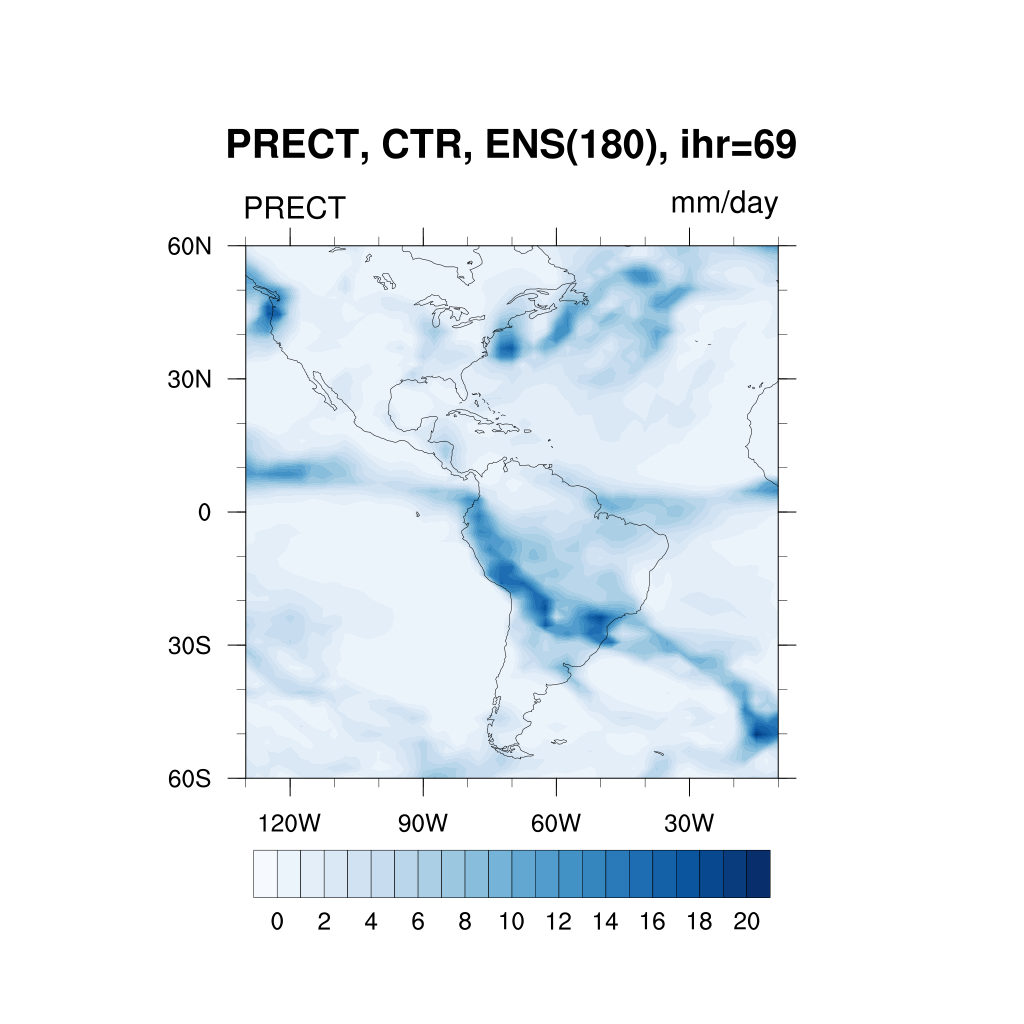 PRECT, CTR, ENS(180), ihr=69
PRECT mm/day
60N
30N
0
30S
60S
120W 90W 60W 30W
0 2 4 6 8 10 12 14 16 18 20